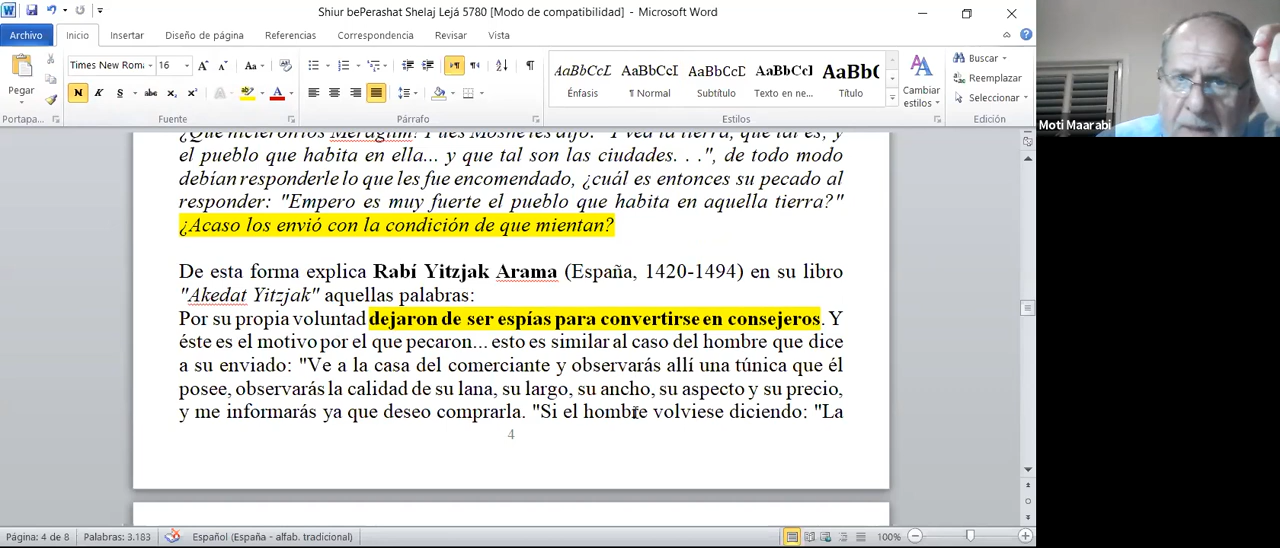 Shiur bePerashat Shelaj Lejá 5780 [Modo de compatibilidad] - Microsoft Word
Archivo Inicio Insertar Diseño de página Referencias Correspondencia Revisar Vista
Times New Roma 16 Aa
Pegar
N K S abc x₂ x² A
AaBbCcL AaBbCcI AaBbCcL AaBbCcI AaBb(
Énfasis ¶ Normal Subtítulo Texto en ne... Título
Cambiar estilos
Buscar
Reemplazar
Seleccionar
Portapa... Fuente Párrafo Estilos Edición
Moti Maarabi
el pueblo que habita en ella... y que tal son las ciudades. . .", de todo modo
debían responderle lo que les fue encomendado, ¿cuál es entonces su pecado al
responder: "Empero es muy fuerte el pueblo que habita en aquella tierra?"
¿Acaso los envió con la condición de que mientan?
De esta forma explica Rabí Yitzjak Arama (España, 1420-1494) en su libro
"Akedat Yitzjak" aquellas palabras:
Por su propia voluntad dejaron de ser espías para convertirse en consejeros. Y
éste es el motivo por el que pecaron... esto es similar al caso del hombre que dice
a su enviado: "Ve a la casa del comerciante y observarás allí una túnica que él
posee, observarás la calidad de su lana, su largo, su ancho, su aspecto y su precio,
y me informarás ya que deseo comprarla. "Si el hombre volviese diciendo: "La
4
Página: 4 de 8 Palabras: 3.183 Español (España - alfab. tradicional) 100%